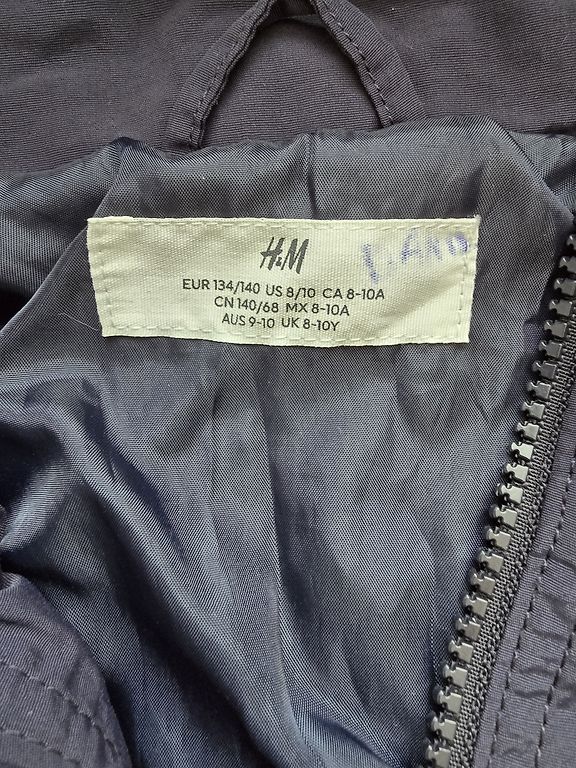 H&M
EUR 134/140 US 8/10 CA 8-10A
CN 140/68 MX 8-10A
AUS 9-10 UK 8-10Y